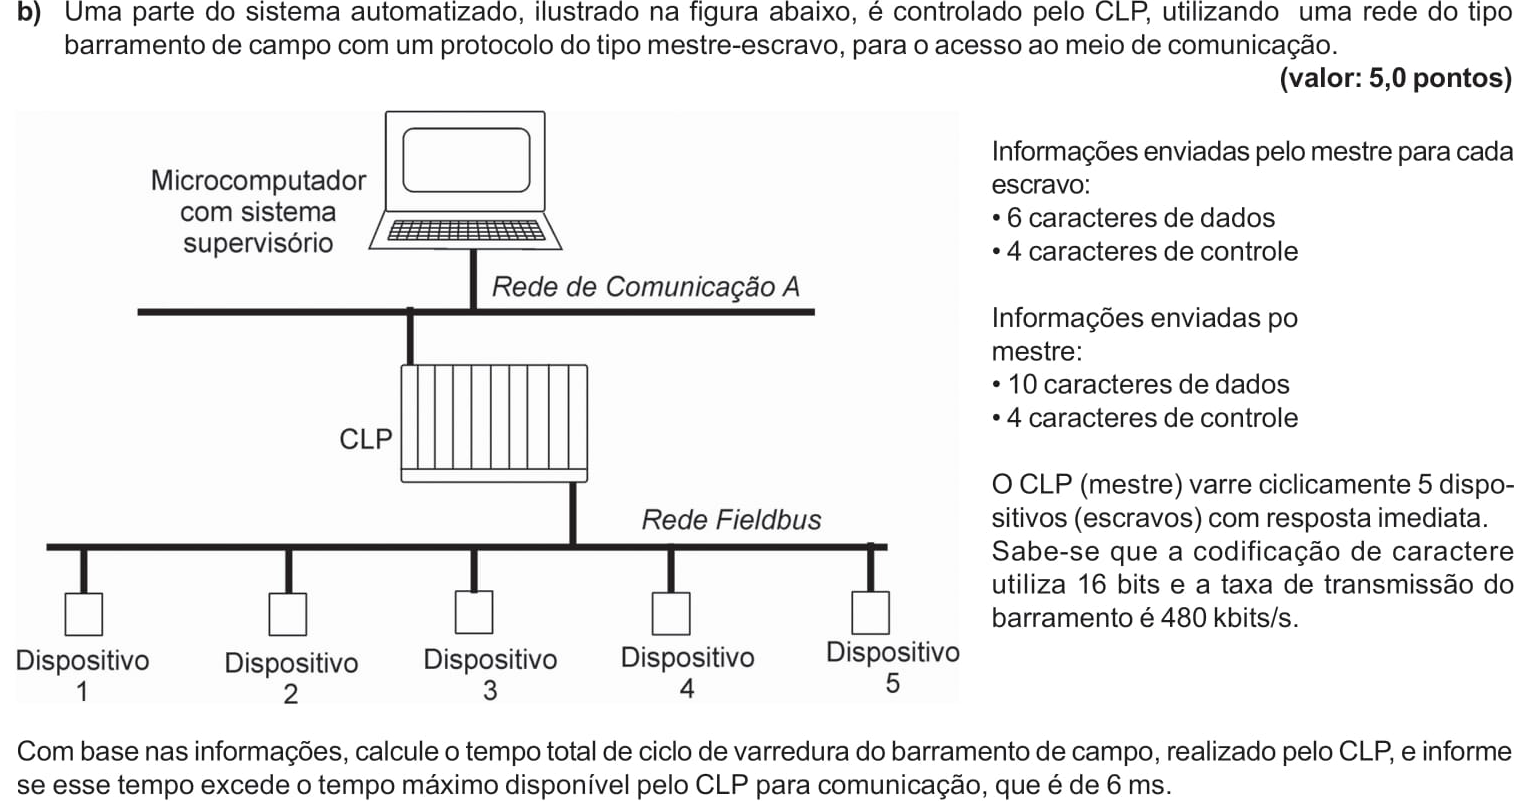 b) Uma parte do sistema automatizado, ilustrado na figura abaixo, é controlado pelo CLP, utilizando uma rede do tipo
barramento de campo com um protocolo do tipo mestre-escravo, para o acesso ao meio de comunicação.
(valor: 5,0 pontos)
Microcomputador
com sistema
supervisório
Rede de Comunicação A
CLP
Rede Fieldbus
Dispositivo
1
Dispositivo
2
Dispositivo
3
Dispositivo
4
Dispositivo
5
Informações enviadas pelo mestre para cada
escravo:
• 6 caracteres de dados
• 4 caracteres de controle
Informações enviadas po
mestre:
• 10 caracteres de dados
• 4 caracteres de controle
O CLP (mestre) varre ciclicamente 5 dispo-
sitivos (escravos) com resposta imediata.
Sabe-se que a codificação de caractere
utiliza 16 bits e a taxa de transmissão do
barramento é 480 kbits/s.
Com base nas informações, calcule o tempo total de ciclo de varredura do barramento de campo, realizado pelo CLP, e informe
se esse tempo excede o tempo máximo disponível pelo CLP para comunicação, que é de 6 ms.